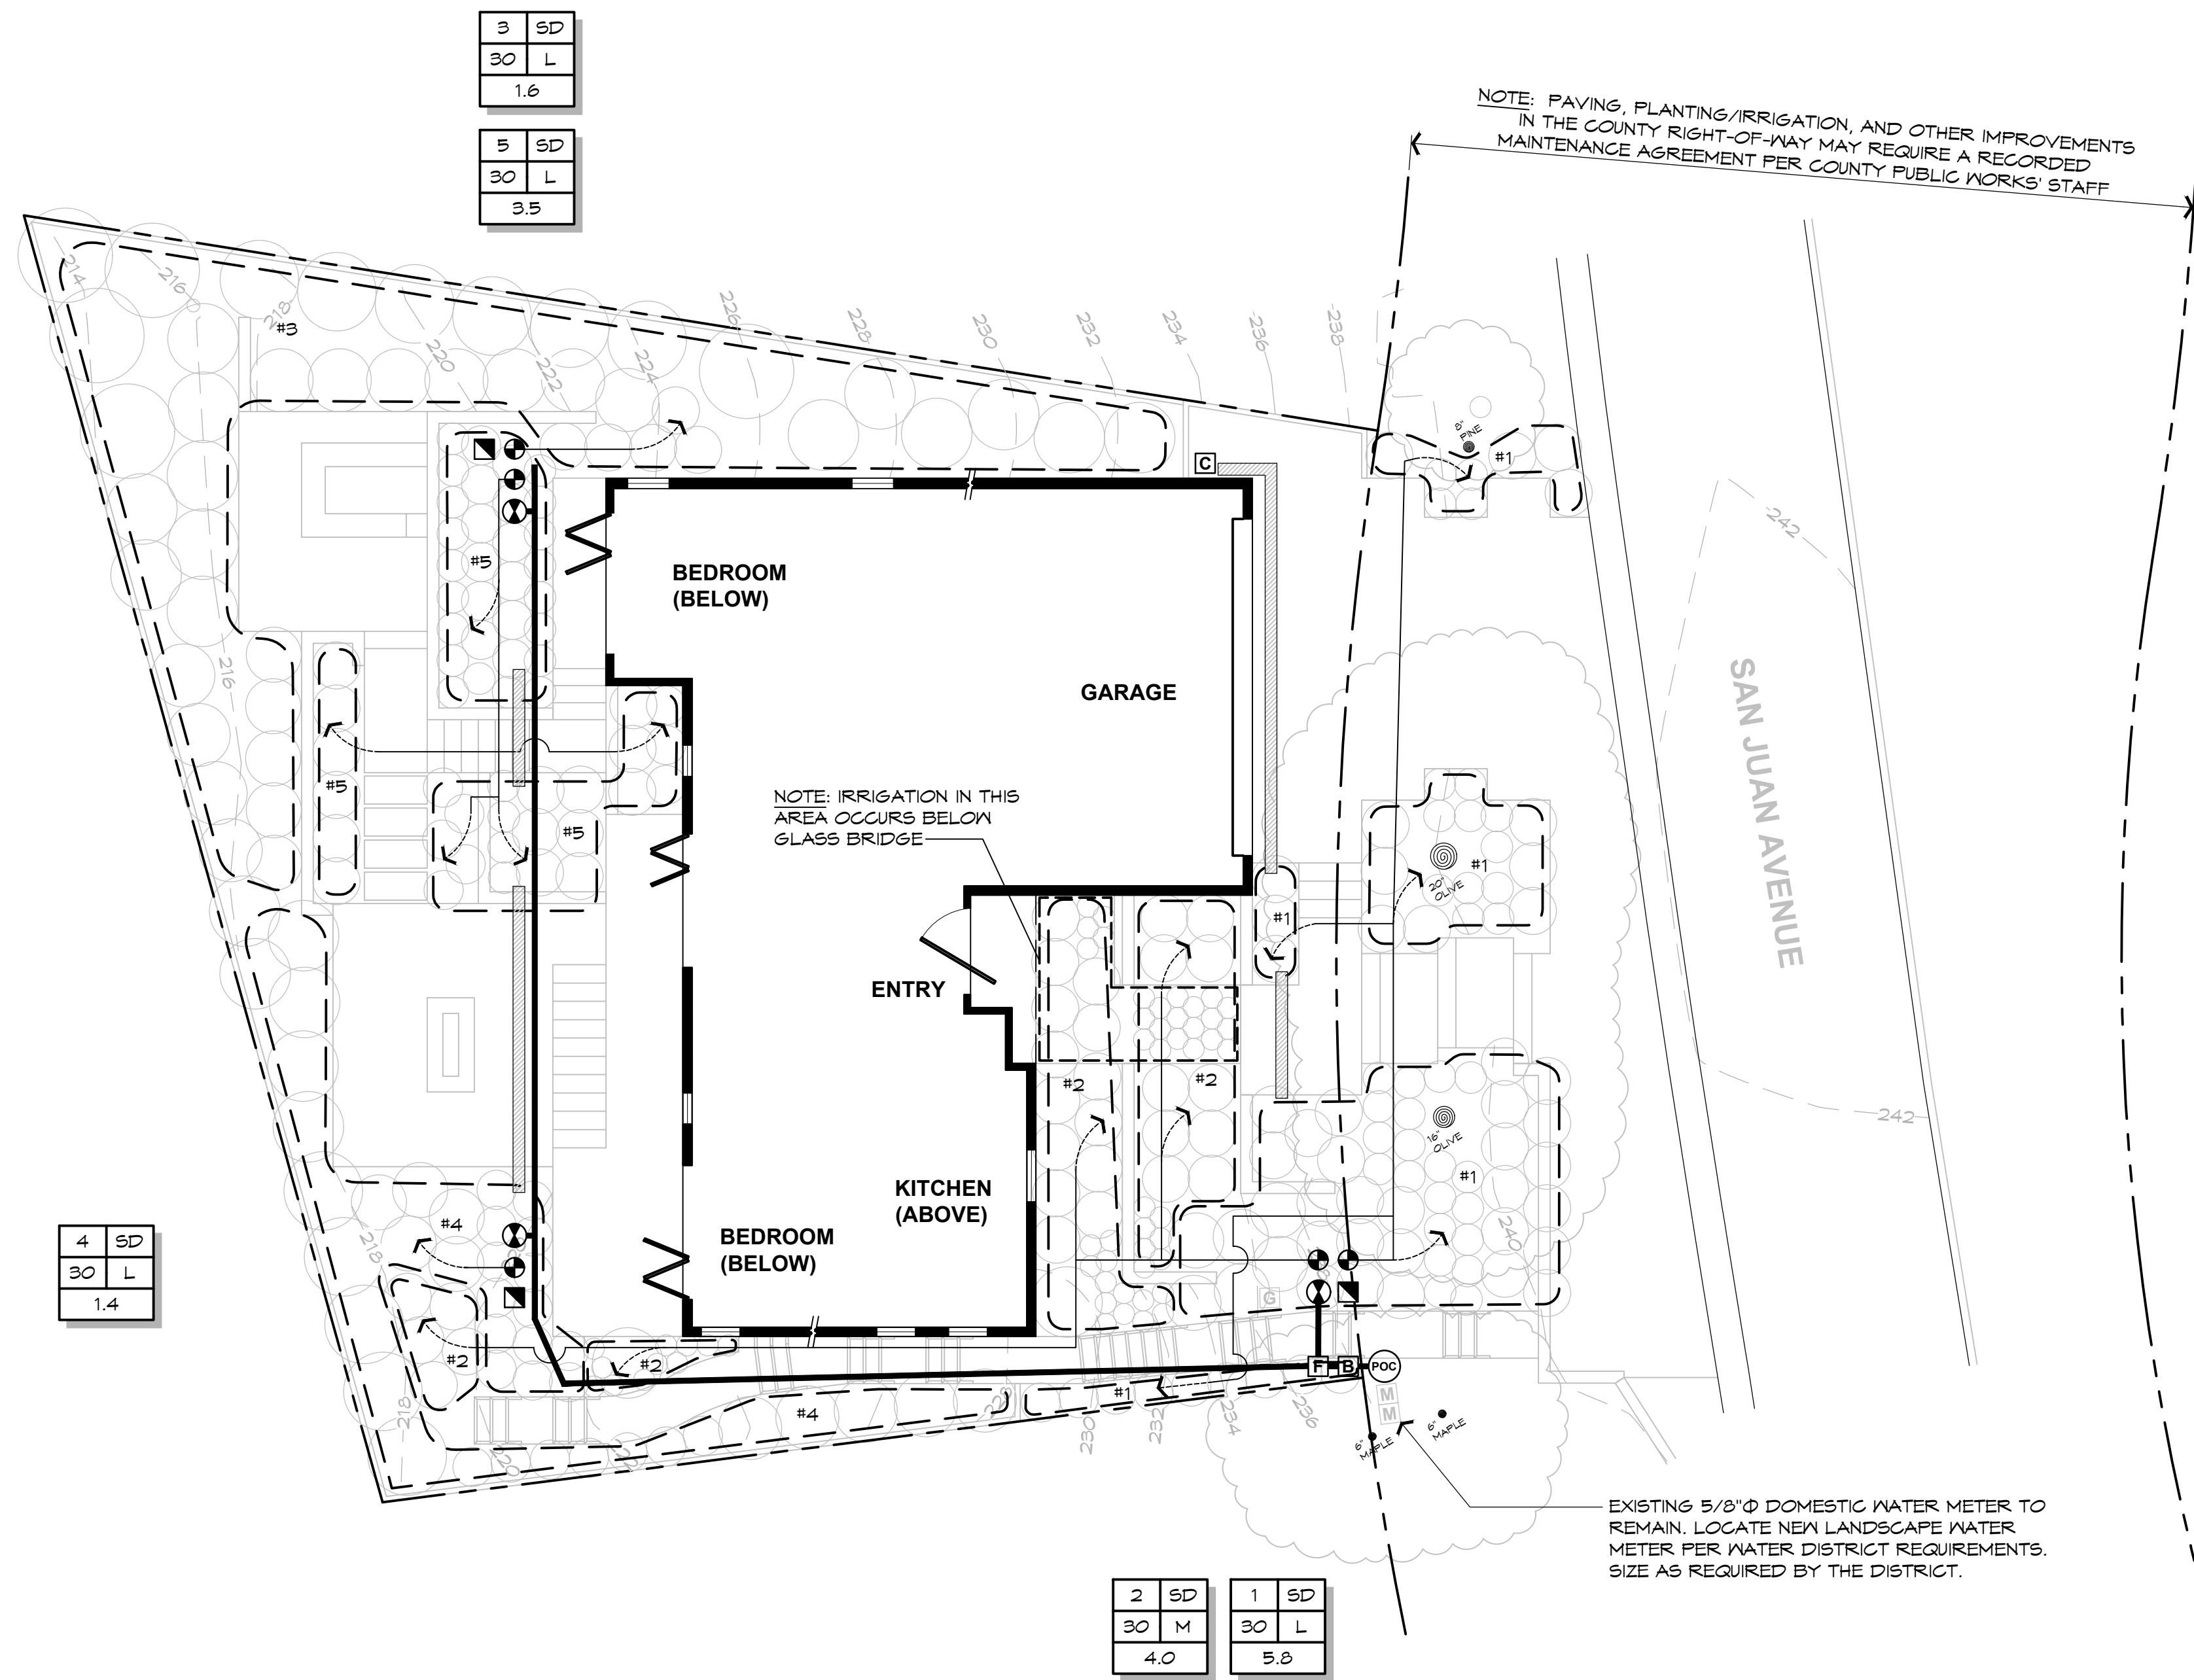 3 SD
30 L
1.6
5 SD
30 L
3.5
NOTE: PAVING, PLANTING/IRRIGATION, AND OTHER IMPROVEMENTS
IN THE COUNTY RIGHT-OF-WAY MAY REQUIRE A RECORDED
MAINTENANCE AGREEMENT PER COUNTY PUBLIC WORKS' STAFF
214
216
218
#3
220
222
224
226
228
230
232
234
236
238
8"
PINE
#1
C
242
#5
BEDROOM
(BELOW)
216
GARAGE
SAN JUAN AVENUE
#5
#5
NOTE: IRRIGATION IN THIS
AREA OCCURS BELOW
GLASS BRIDGE
20"
OLIVE
#1
#1
ENTRY
#2
#2
242
16"
OLIVE
#1
KITCHEN
(ABOVE)
BEDROOM
(BELOW)
#4
218
240
4 SD
30 L
1.4
G
#2
#2
F
B
POC
#4
#1
M
M
218
220
222
228
230
232
234
236
6"
MAPLE
6"
MAPLE
EXISTING 5/8"Φ DOMESTIC WATER METER TO
REMAIN. LOCATE NEW LANDSCAPE WATER
METER PER WATER DISTRICT REQUIREMENTS.
SIZE AS REQUIRED BY THE DISTRICT.
2 SD
30 M
4.0
1 SD
30 L
5.8